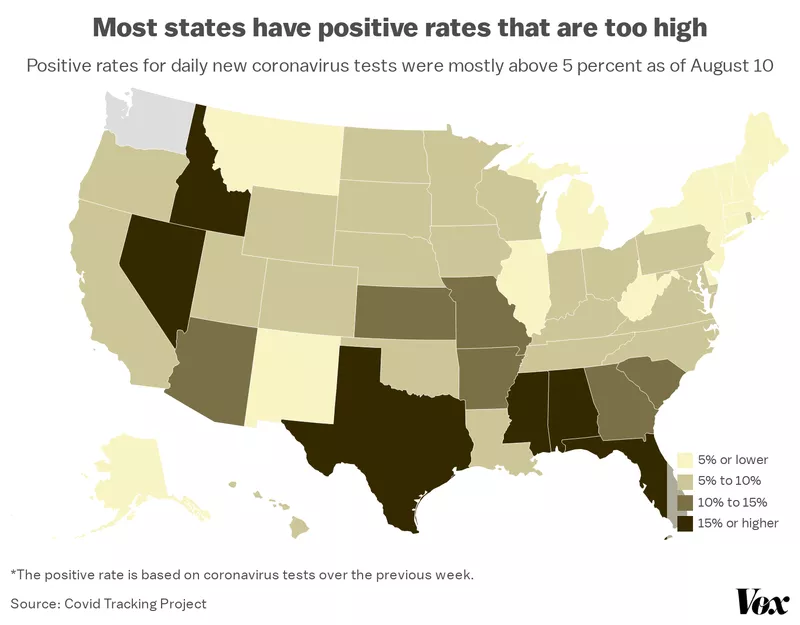 Most states have positive rates that are too high
Positive rates for daily new coronavirus tests were mostly above 5 percent as of August 10
5% or lower
5% to 10%
10% to 15%
15% or higher
*The positive rate is based on coronavirus tests over the previous week.
Source: Covid Tracking Project
Vox